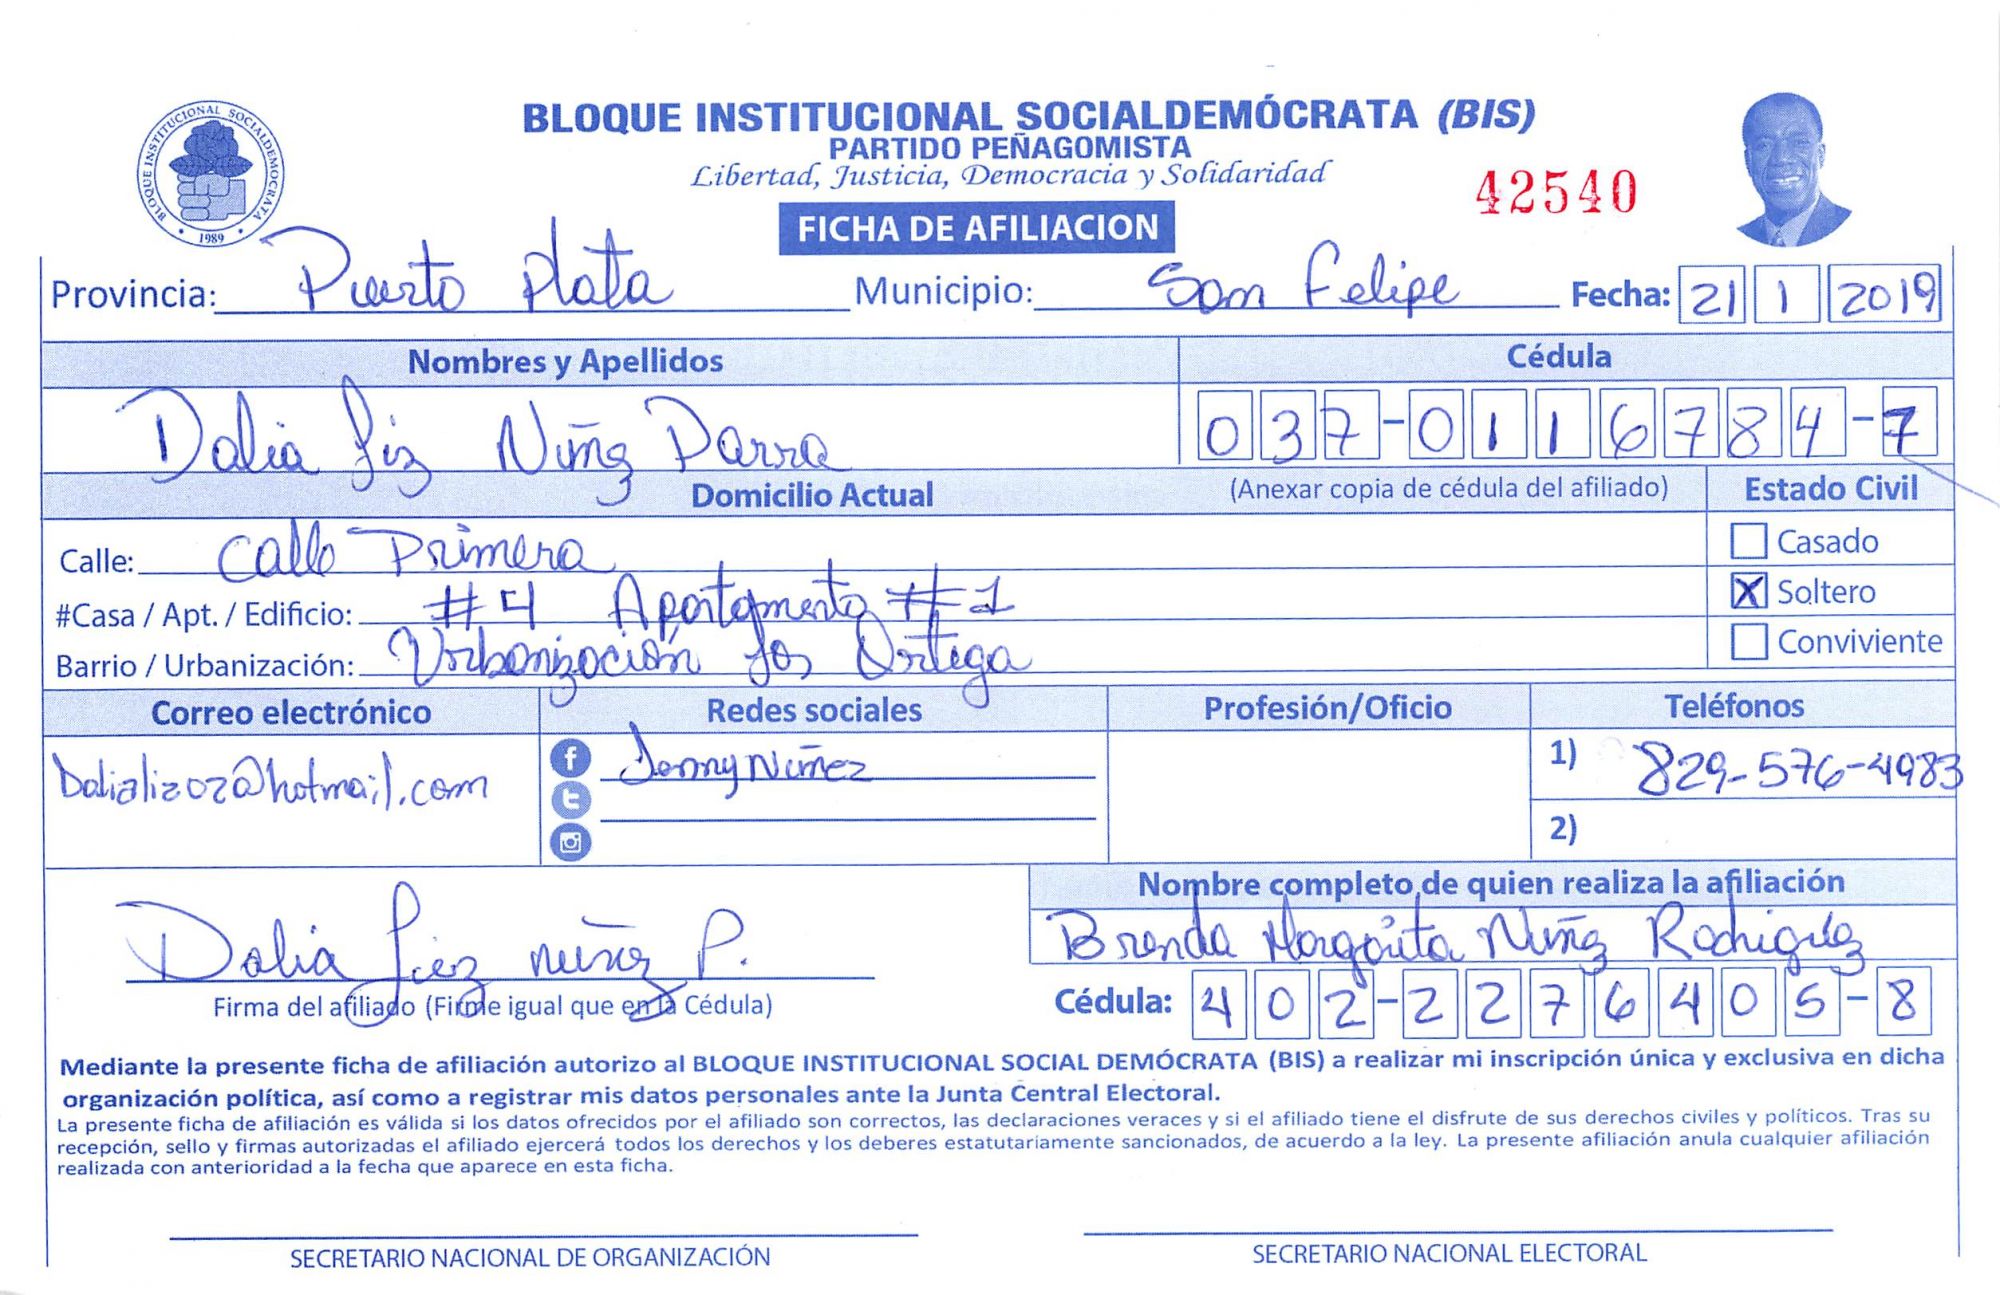 BLOQUE INSTITUCIONAL SOCIALDEMOCRATA
1989
BLOQUE INSTITUCIONAL SOCIALDEMÓCRATA (BIS)
PARTIDO PEÑAGOMISTA
Libertad, Justicia, Democracia y Solidaridad
42540
FICHA DE AFILIACION
Provincia: Puerto Plata Municipio: San Felipe Fecha: 21 1 2019
Nombres y Apellidos Cédula
Dalia Liz Núñez Parra 037-0116784-7
Domicilio Actual (Anexar copia de cédula del afiliado) Estado Civil
Calle: Calle Primera Casado
#Casa / Apt. / Edificio: #4 Apartamento #1 X Soltero
Barrio / Urbanización: Urbanización Los Ortega Conviviente
Correo electrónico Redes sociales Profesión/Oficio Teléfonos
Dalializ02@hotmail.com Jenny Núñez 1) 829-576-4983
2)
Nombre completo de quien realiza la afiliación
Dalia Liez nuñez P. Brenda Margarita Núñez Rodriguez
Firma del afiliado (Firme igual que en la Cédula) Cédula: 402-2276405-8
Mediante la presente ficha de afiliación autorizo al BLOQUE INSTITUCIONAL SOCIAL DEMÓCRATA (BIS) a realizar mi inscripción única y exclusiva en dicha
organización política, así como a registrar mis datos personales ante la Junta Central Electoral.
La presente ficha de afiliación es válida si los datos ofrecidos por el afiliado son correctos, las declaraciones veraces y si el afiliado tiene el disfrute de sus derechos civiles y políticos. Tras su
recepción, sello y firmas autorizadas el afiliado ejercerá todos los derechos y los deberes estatutariamente sancionados, de acuerdo a la ley. La presente afiliación anula cualquier afiliación
realizada con anterioridad a la fecha que aparece en esta ficha.
SECRETARIO NACIONAL DE ORGANIZACIÓN SECRETARIO NACIONAL ELECTORAL